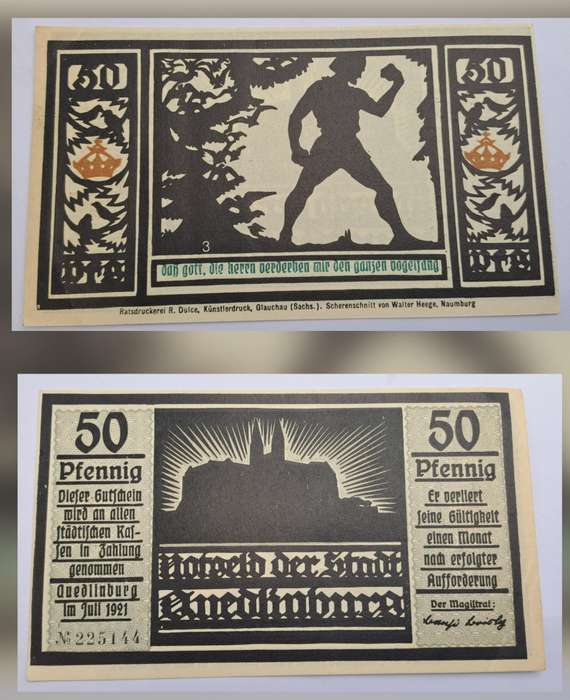 50
50
Pfg
Pfg
3
daß gott, die herrn verderben mir den ganzen vogelfang
Ratsdruckerei R. Dulce, Künstlerdruck, Glauchau (Sachs.). Scherenschnitt von Walter Heege, Naumburg
50
Pfennig
Dieser Gutschein
wird an allen
städtischen Kas-
sen in Zahlung
genommen
Quedlinburg
im Juli 1921
№ 225144
Notgeld der Stadt
Quedlinburg
50
Pfennig
Er verliert
seine Gültigkeit
einen Monat
nach erfolgter
Aufforderung
Der Magistrat: